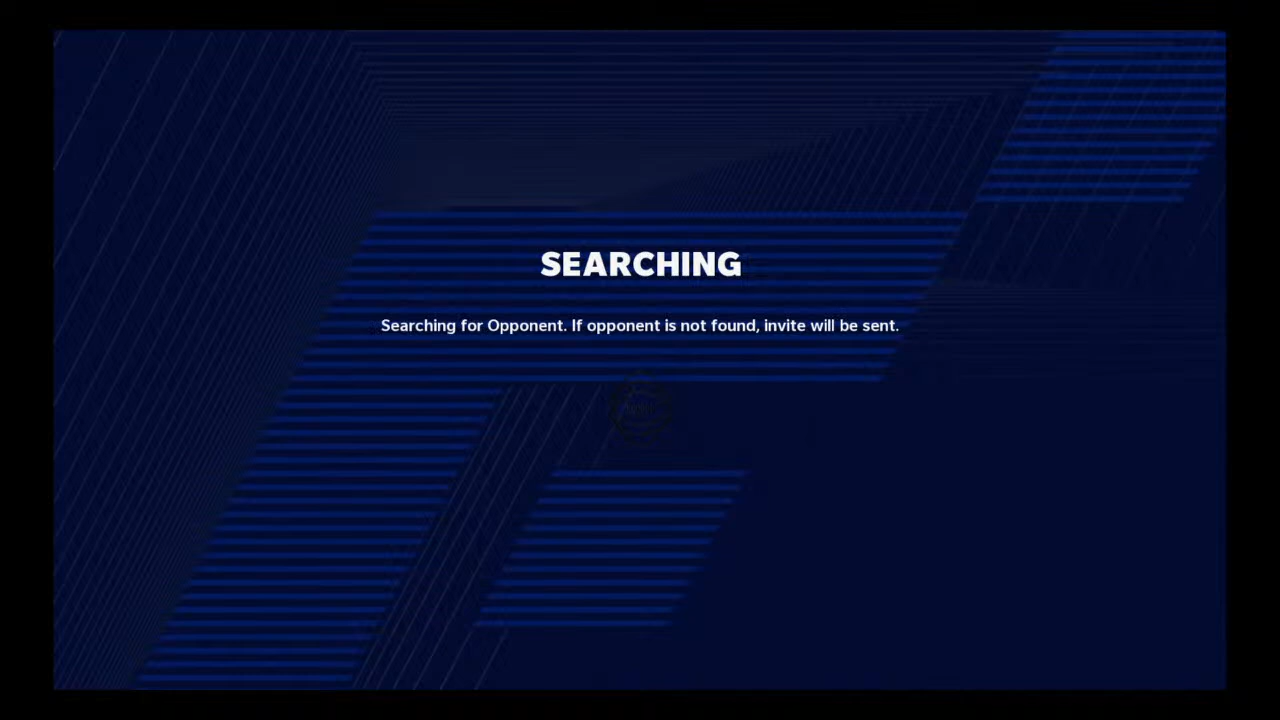 SEARCHING
Searching for Opponent. If opponent is not found, invite will be sent.